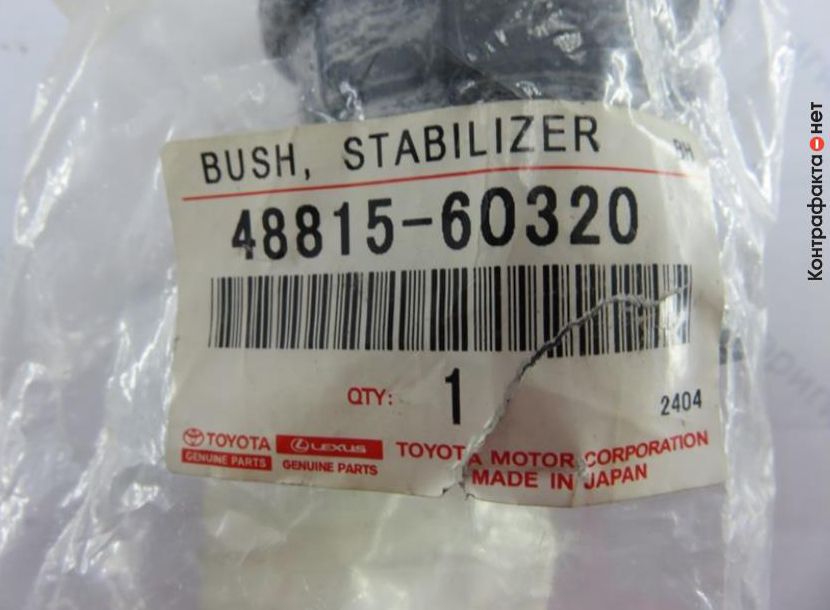 BUSH, STABILIZER
BH
48815-60320
QTY: 1
2404
TOYOTA
GENUINE PARTS
LEXUS
GENUINE PARTS
TOYOTA MOTOR CORPORATION
MADE IN JAPAN
Контрафакта нет